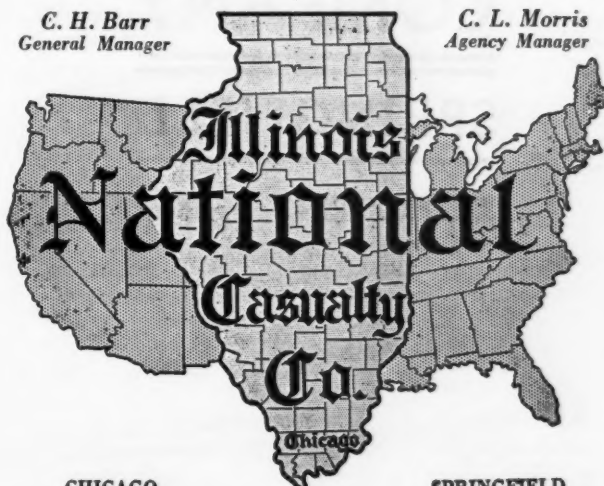 C. H. Barr
General Manager
C. L. Morris
Agency Manager
Illinois
National
Casualty
Co.
Chicago
CHICAGO
SPRINGFIELD